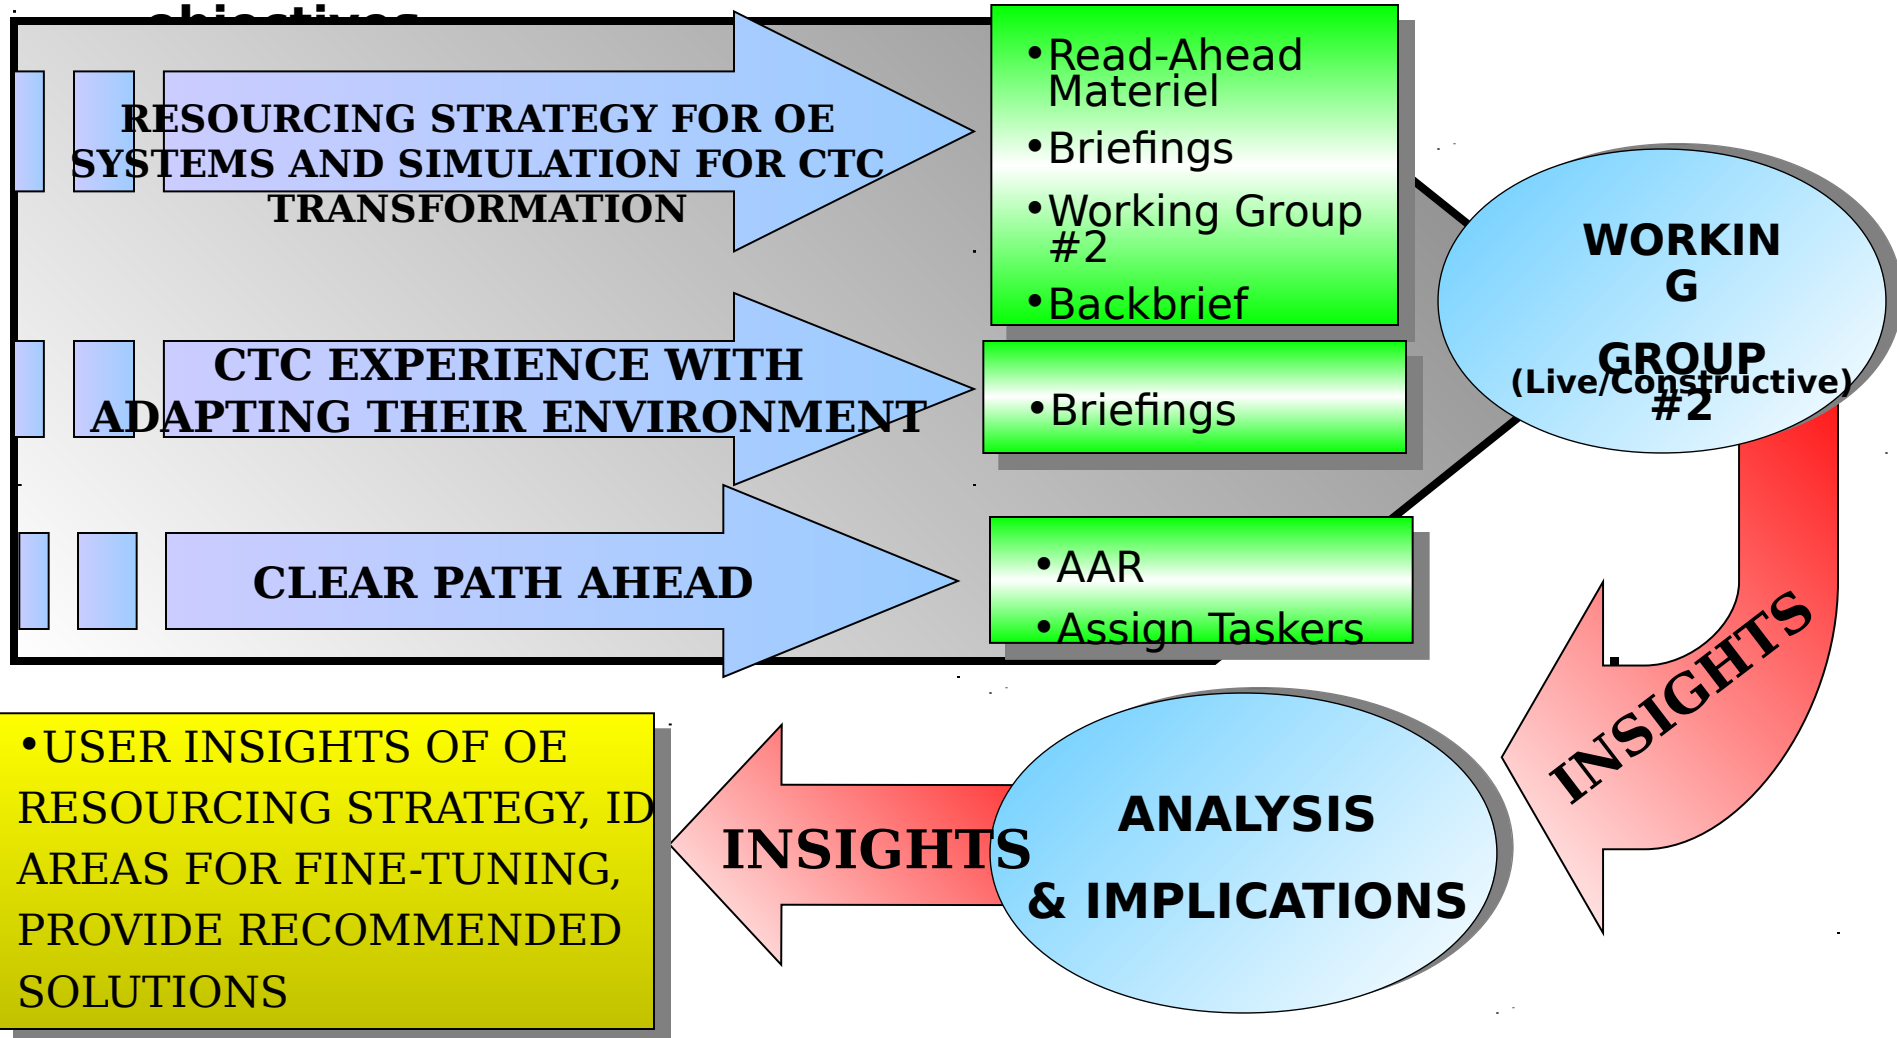 objectives
RESOURCING STRATEGY FOR OE
SYSTEMS AND SIMULATION FOR CTC
TRANSFORMATION
•Read-Ahead
Materiel
•Briefings
•Working Group
#2
•Backbrief
CTC EXPERIENCE WITH
ADAPTING THEIR ENVIRONMENT
•Briefings
WORKIN
G
GROUP
(Live/Constructive)
#2
CLEAR PATH AHEAD
•AAR
•Assign Taskers
INSIGHTS
•USER INSIGHTS OF OE
RESOURCING STRATEGY, ID
AREAS FOR FINE-TUNING,
PROVIDE RECOMMENDED
SOLUTIONS
INSIGHTS
ANALYSIS
& IMPLICATIONS